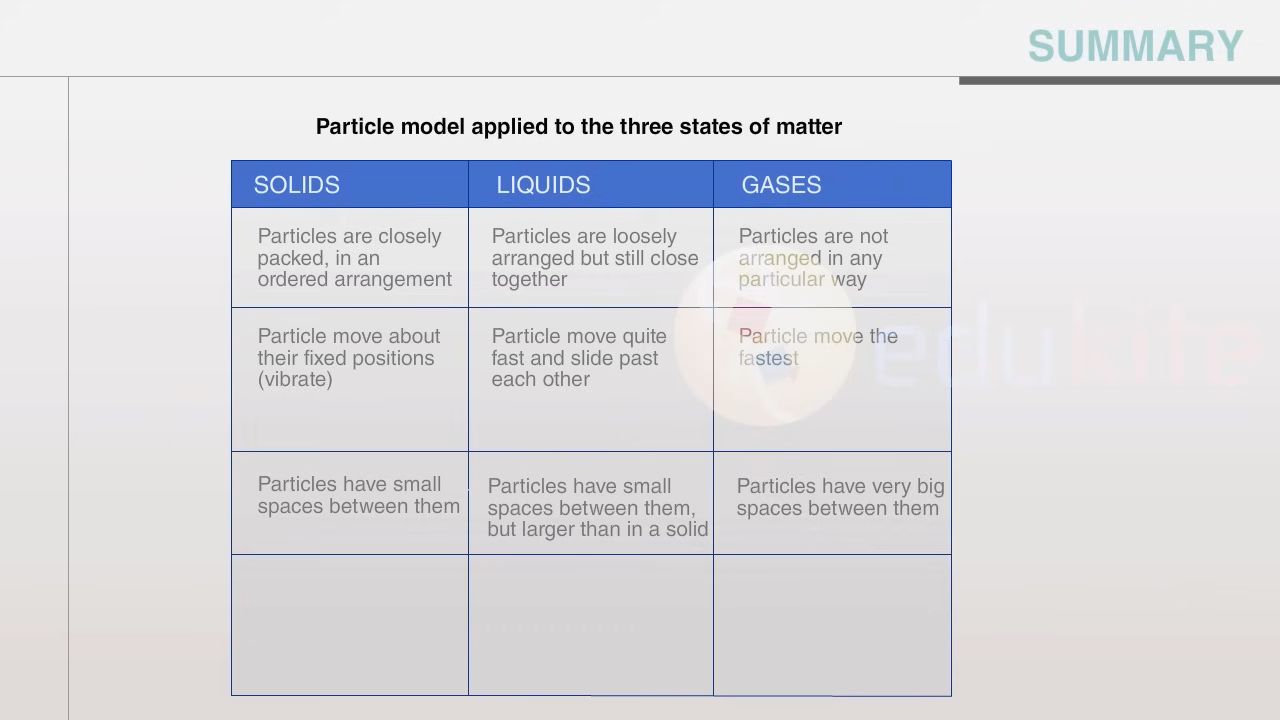 SUMMARY
Particle model applied to the three states of matter
SOLIDS
LIQUIDS
GASES
Particles are closely
packed, in an
ordered arrangement
Particles are loosely
arranged but still close
together
Particles are not
arranged in any
particular way
Particle move about
their fixed positions
(vibrate)
Particle move quite
fast and slide past
each other
Particle move the
fastest
Particles have small
spaces between them
Particles have small
spaces between them,
but larger than in a solid
Particles have very big
spaces between them
edukite